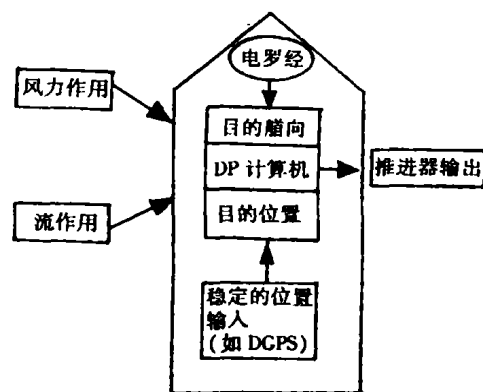 电罗经
风力作用
目的艏向
DP 计算机
推进器输出
目的位置
流作用
稳定的位置
输入
(如 DGPS)